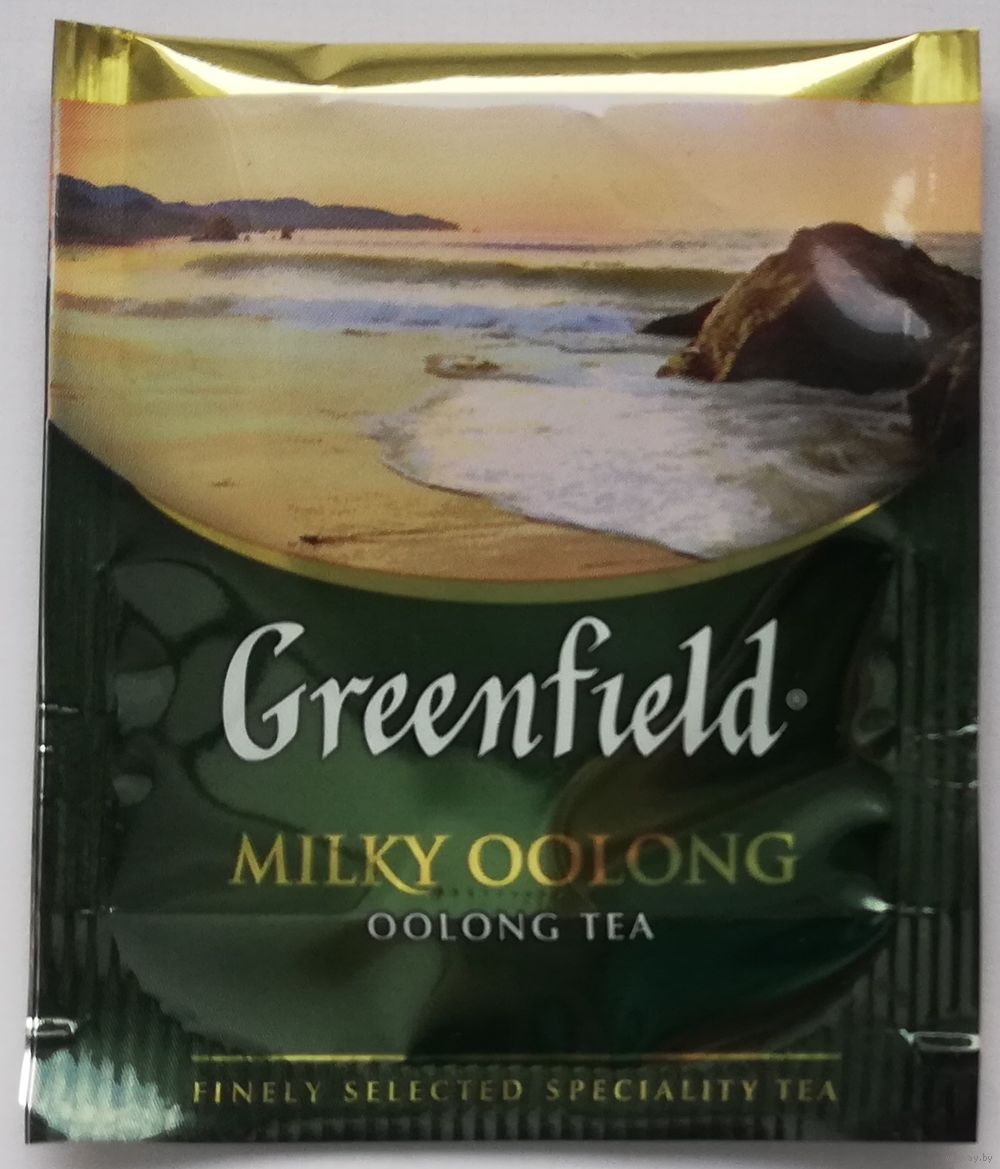 Greenfield®
MILKY OOLONG
OOLONG TEA
FINELY SELECTED SPECIALITY TEA